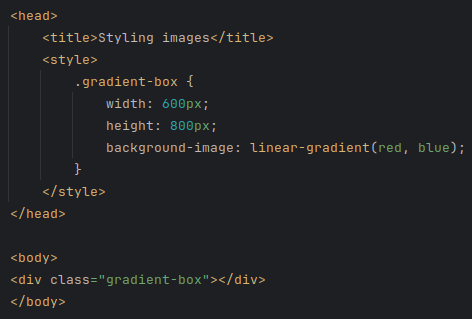 <head>
    <title>Styling images</title>
    <style>
        .gradient-box {
            width: 600px;
            height: 800px;
            background-image: linear-gradient(red, blue);
        }
    </style>
</head>

<body>
<div class="gradient-box"></div>
</body>